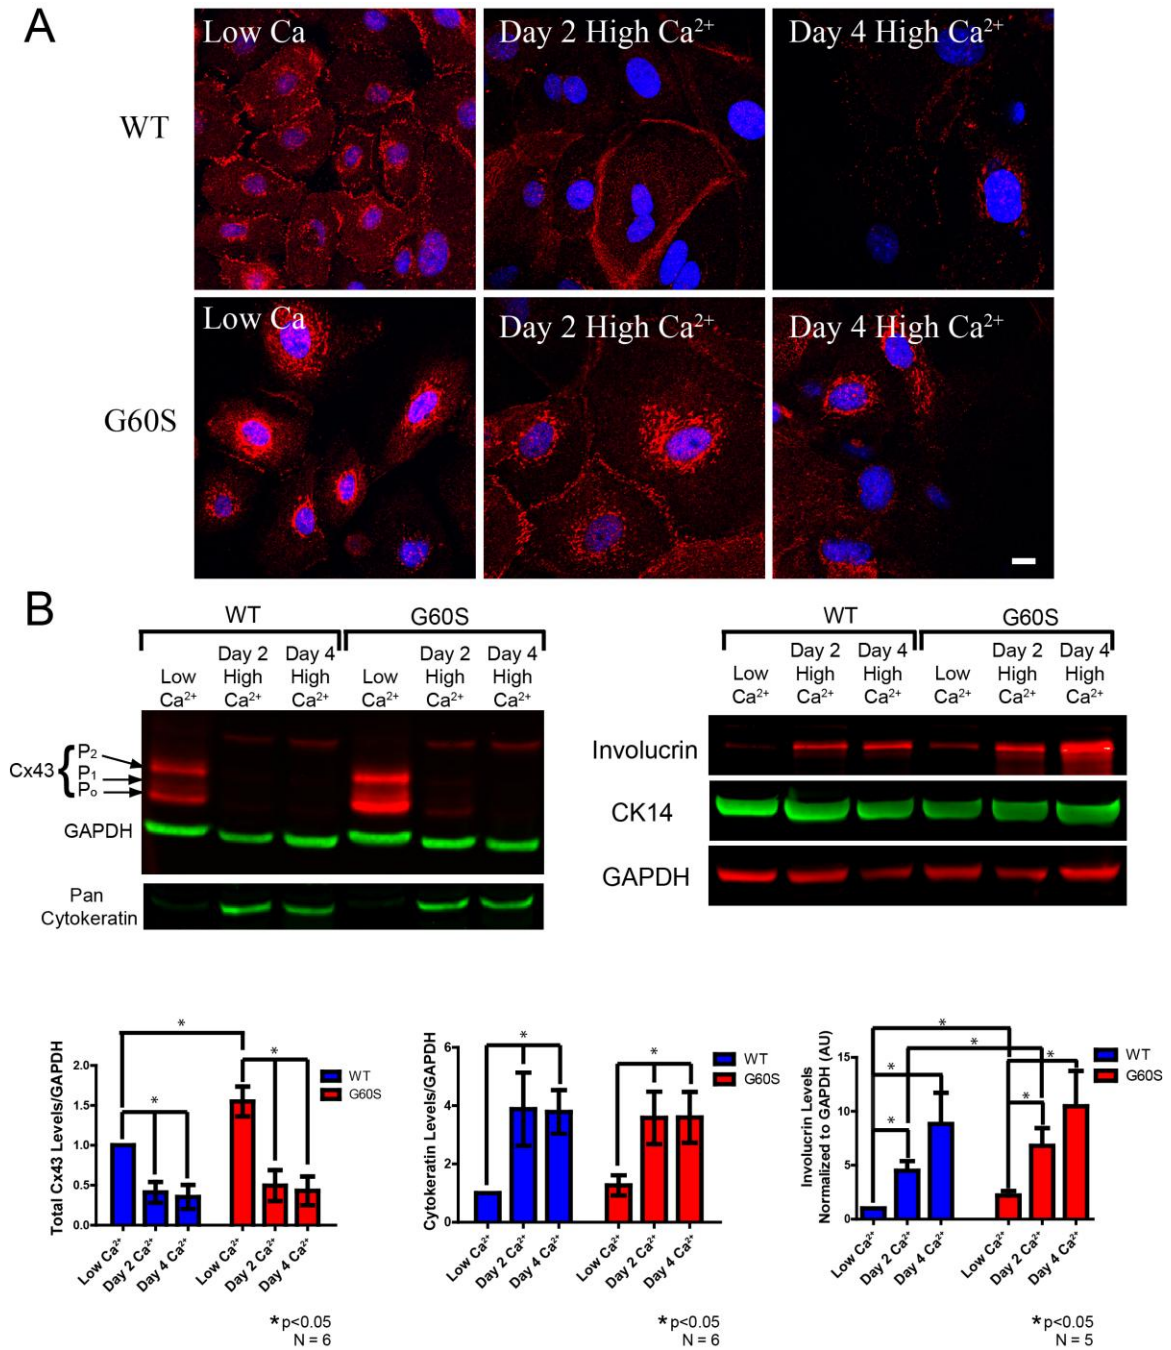 A
Low Ca
Day 2 High Ca²⁺
Day 4 High Ca²⁺
WT
Low Ca
Day 2 High Ca²⁺
Day 4 High Ca²⁺
G60S
B
WT
G60S
Low
Ca²⁺
Day 2
High
Ca²⁺
Day 4
High
Ca²⁺
Low
Ca²⁺
Day 2
High
Ca²⁺
Day 4
High
Ca²⁺
Cx43
P₂
P₁
Pₒ
GAPDH
Pan
Cytokeratin
WT
G60S
Low
Ca²⁺
Day 2
High
Ca²⁺
Day 4
High
Ca²⁺
Low
Ca²⁺
Day 2
High
Ca²⁺
Day 4
High
Ca²⁺
Involucrin
CK14
GAPDH
Total Cx43 Levels/GAPDH
2.0
1.5
1.0
0.5
0.0
*
*
*
WT
G60S
Low Ca²⁺
Day 2 Ca²⁺
Day 4 Ca²⁺
Low Ca²⁺
Day 2 Ca²⁺
Day 4 Ca²⁺
* p<0.05
N = 6
Cytokeratin Levels/GAPDH
6
4
2
0
*
*
WT
G60S
Low Ca²⁺
Day 2 Ca²⁺
Day 4 Ca²⁺
Low Ca²⁺
Day 2 Ca²⁺
Day 4 Ca²⁺
* p<0.05
N = 6
Involucrin Levels
Normalized to GAPDH (AU)
15
10
5
0
*
*
*
*
*
*
WT
G60S
Low Ca²⁺
Day 2 Ca²⁺
Day 4 Ca²⁺
Low Ca²⁺
Day 2 Ca²⁺
Day 4 Ca²⁺
* p<0.05
N = 5